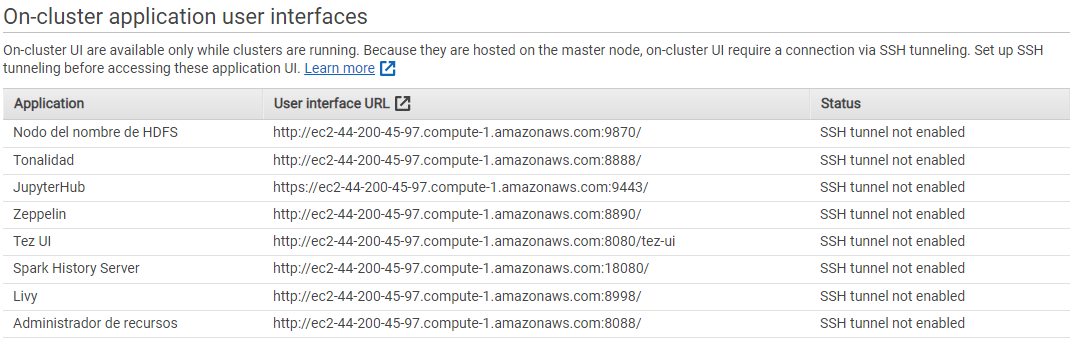 On-cluster application user interfaces
On-cluster UI are available only while clusters are running. Because they are hosted on the master node, on-cluster UI require a connection via SSH tunneling. Set up SSH
tunneling before accessing these application UI. Learn more
Application User interface URL Status
Nodo del nombre de HDFS http://ec2-44-200-45-97.compute-1.amazonaws.com:9870/ SSH tunnel not enabled
Tonalidad http://ec2-44-200-45-97.compute-1.amazonaws.com:8888/ SSH tunnel not enabled
JupyterHub https://ec2-44-200-45-97.compute-1.amazonaws.com:9443/ SSH tunnel not enabled
Zeppelin http://ec2-44-200-45-97.compute-1.amazonaws.com:8890/ SSH tunnel not enabled
Tez UI http://ec2-44-200-45-97.compute-1.amazonaws.com:8080/tez-ui SSH tunnel not enabled
Spark History Server http://ec2-44-200-45-97.compute-1.amazonaws.com:18080/ SSH tunnel not enabled
Livy http://ec2-44-200-45-97.compute-1.amazonaws.com:8998/ SSH tunnel not enabled
Administrador de recursos http://ec2-44-200-45-97.compute-1.amazonaws.com:8088/ SSH tunnel not enabled